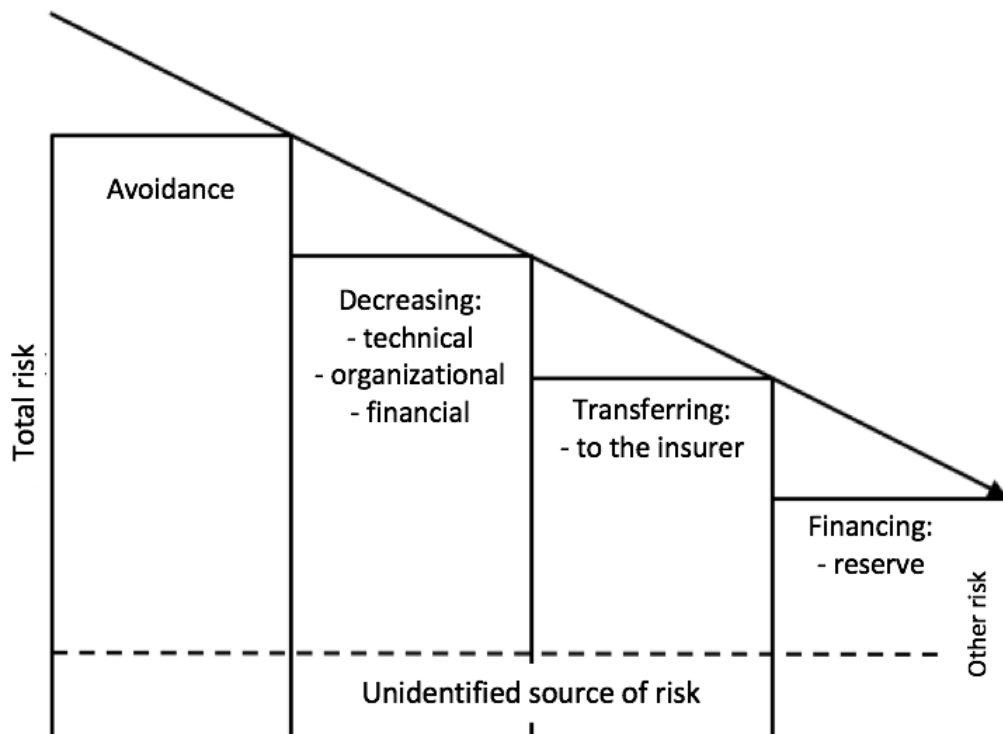 Total risk
Avoidance
Decreasing:
- technical
- organizational
- financial
Transferring:
- to the insurer
Financing:
- reserve
Other risk
Unidentified source of risk